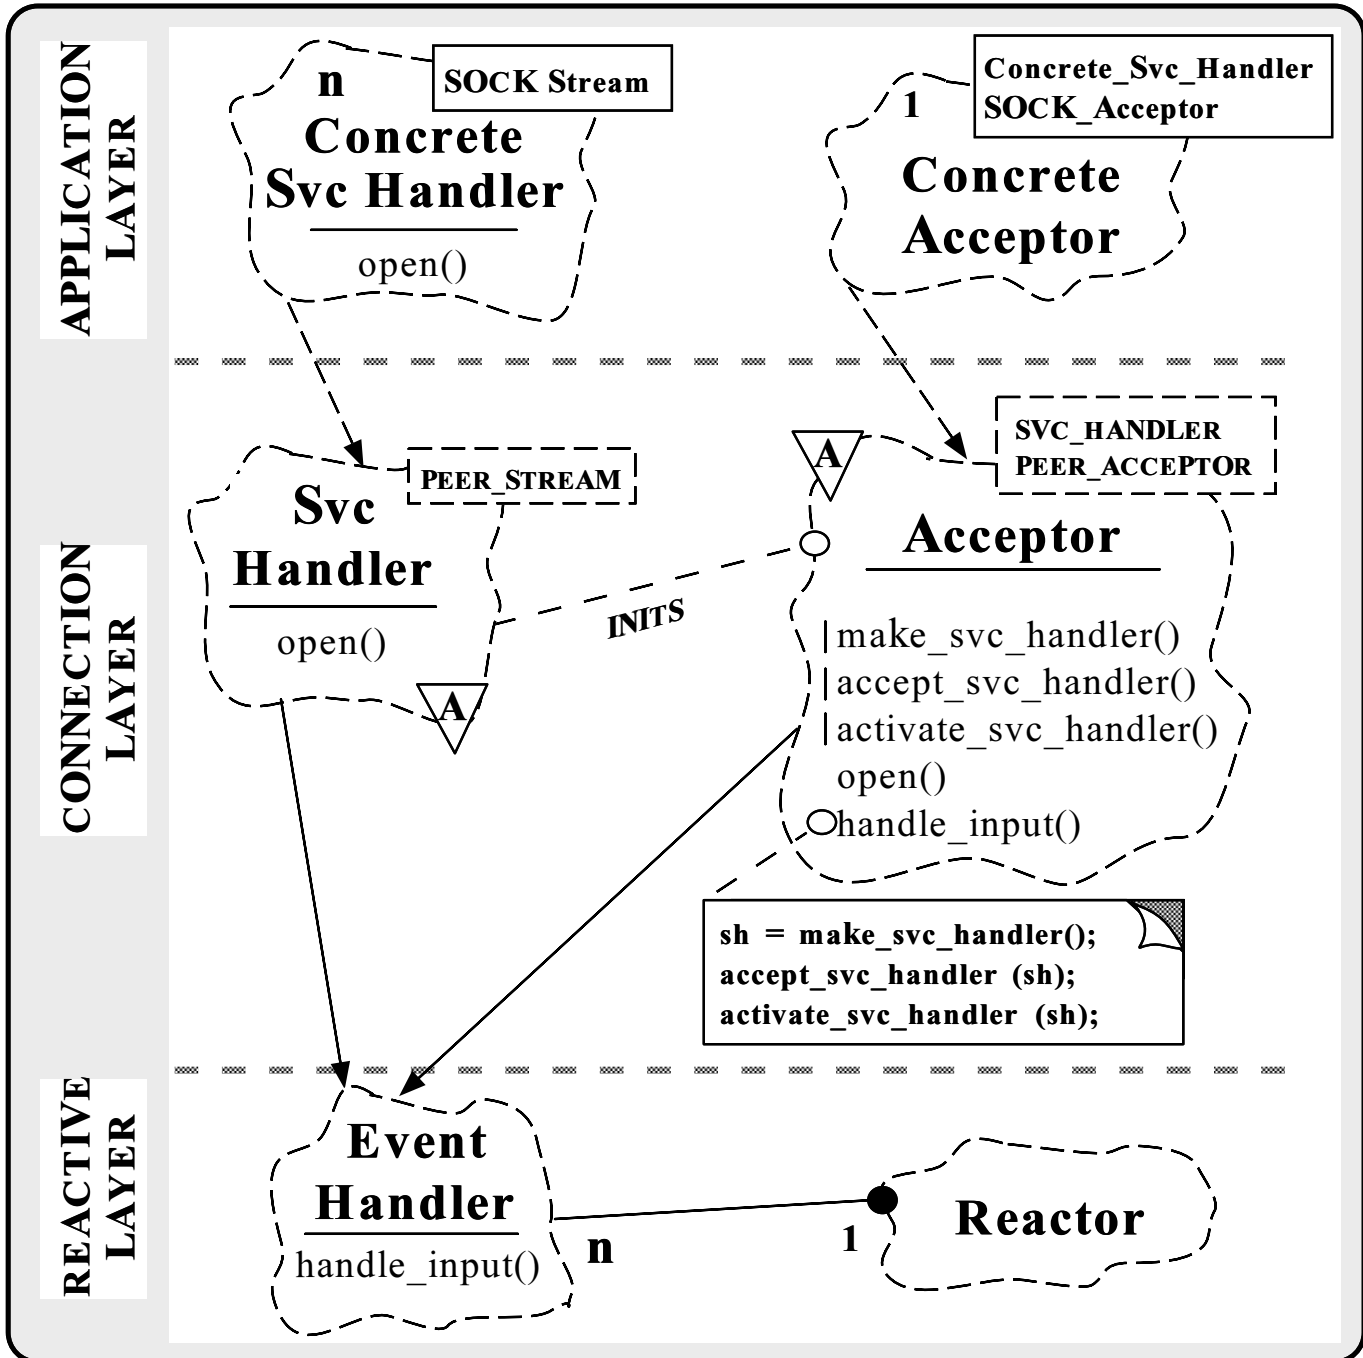 APPLICATION
LAYER
n
SOCK Stream
Concrete
Svc Handler
open()
1
Concrete_Svc_Handler
SOCK_Acceptor
Concrete
Acceptor
CONNECTION
LAYER
PEER_STREAM
Svc
Handler
open()
A
INITS
A
SVC_HANDLER
PEER_ACCEPTOR
Acceptor
make_svc_handler()
accept_svc_handler()
activate_svc_handler()
open()
handle_input()
sh = make_svc_handler();
accept_svc_handler (sh);
activate_svc_handler (sh);
REACTIVE
LAYER
Event
Handler
handle_input()
n
1
Reactor